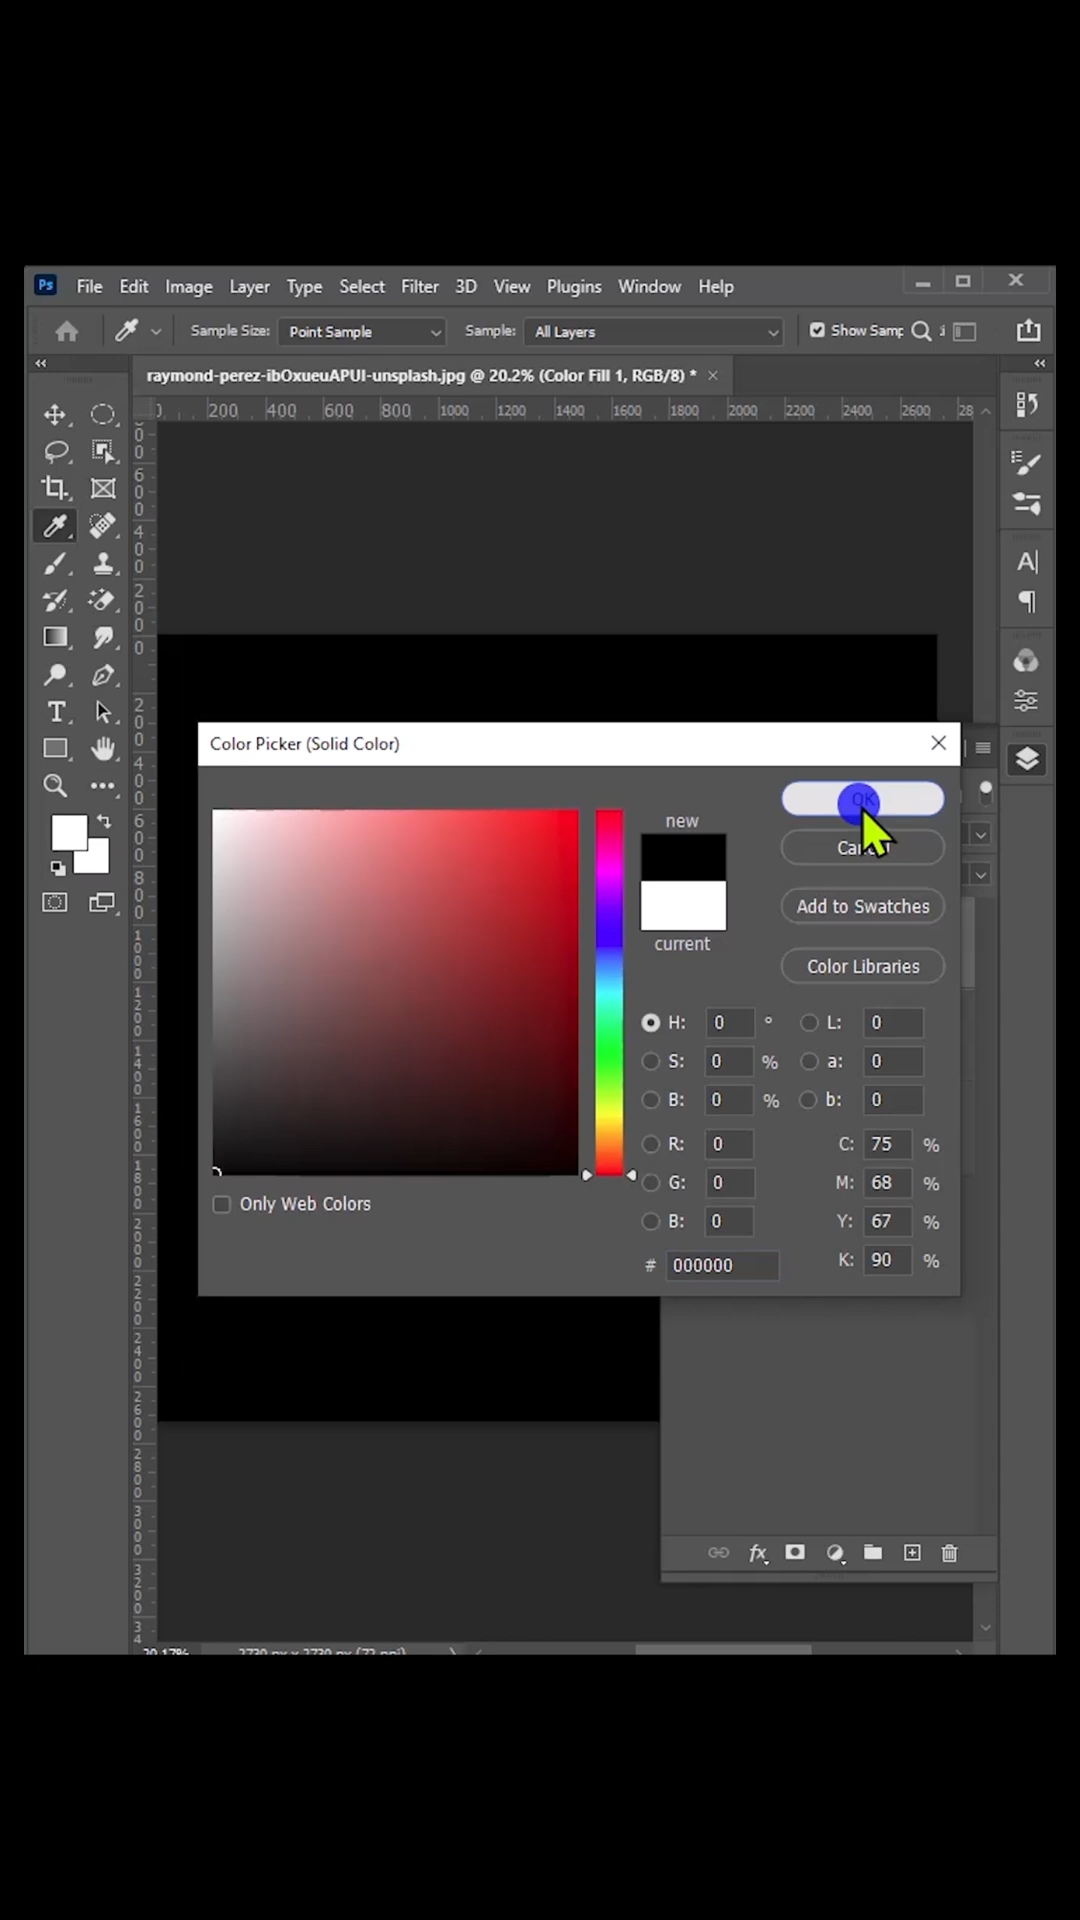 Ps File Edit Image Layer Type Select Filter 3D View Plugins Window Help
Sample Size: Point Sample Sample: All Layers Show Samp
raymond-perez-ibOxueuAPUI-unsplash.jpg @ 20.2% (Color Fill 1, RGB/8) *
200 400 600 800 1000 1200 1400 1600 1800 2000 2200 2400 2600 28
Color Picker (Solid Color)
OK
new
Cancel
Add to Swatches
current
Color Libraries
H: 0 ° L: 0
S: 0 % a: 0
B: 0 % b: 0
R: 0 C: 75 %
G: 0 M: 68 %
Only Web Colors
B: 0 Y: 67 %
# 000000 K: 90 %
fx